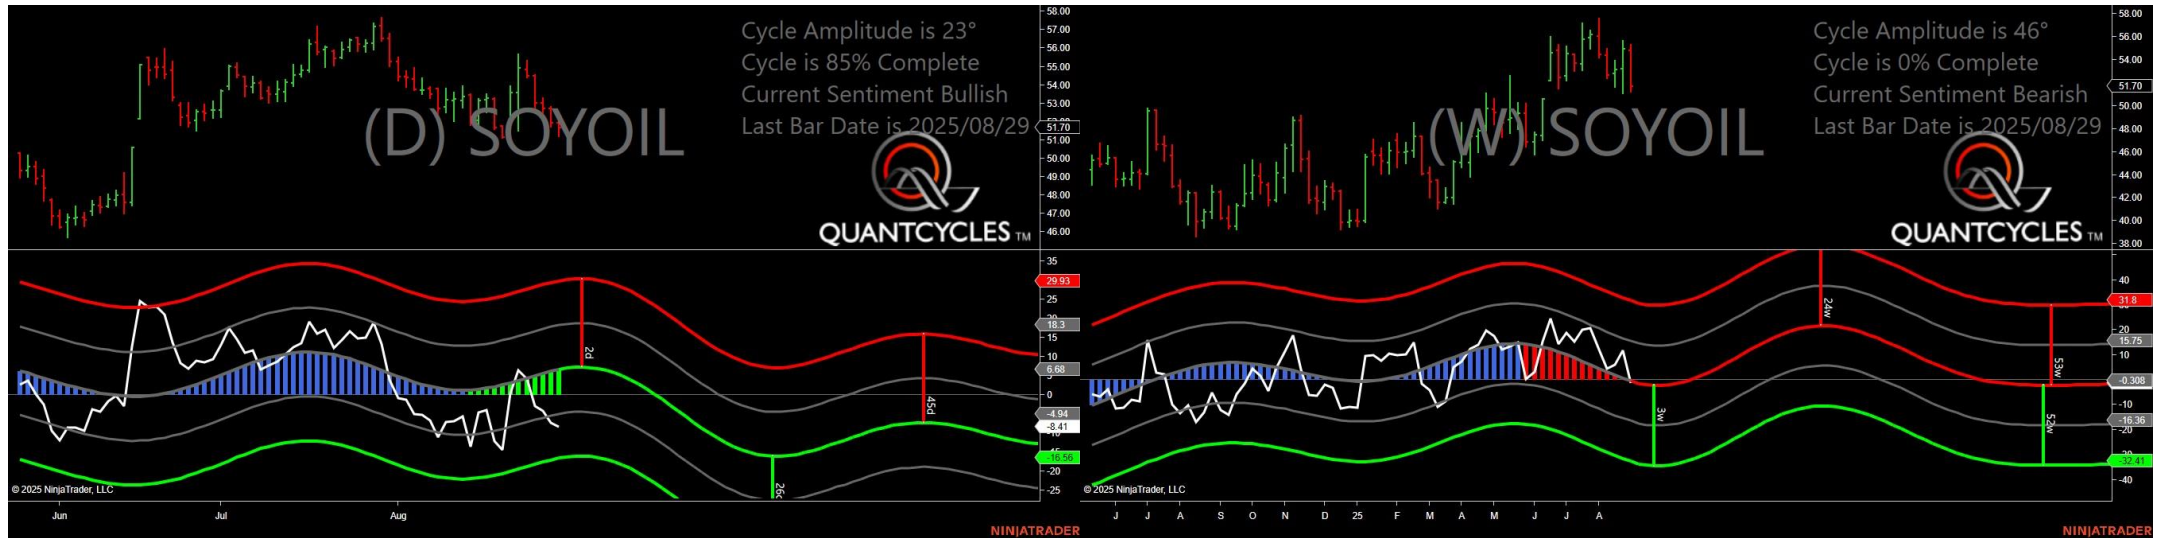 Cycle Amplitude is 23°
Cycle is 85% Complete
Current Sentiment Bullish
Last Bar Date is 2025/08/29
(D) SOYOIL
QUANTCYCLES TM
58.00
57.00
56.00
55.00
54.00
53.00
51.70
50.00
49.00
48.00
47.00
46.00
35
29.93
25
18.3
15
10
6.68
0
-4.94
-8.41
-16.56
-20
-25
2d
45d
© 2025 NinjaTrader, LLC
Jun Jul Aug
NINJATRADER
Cycle Amplitude is 46°
Cycle is 0% Complete
Current Sentiment Bearish
Last Bar Date is 2025/08/29
(W) SOYOIL
QUANTCYCLES TM
58.00
56.00
54.00
51.70
50.00
48.00
46.00
44.00
42.00
40.00
38.00
40
31.8
20
15.75
10
-0.308
-10
-16.36
-20
-32.41
-40
24w
3w
53w
52w
© 2025 NinjaTrader, LLC
J J A S O N D 25 F M A M J J A
NINJATRADER